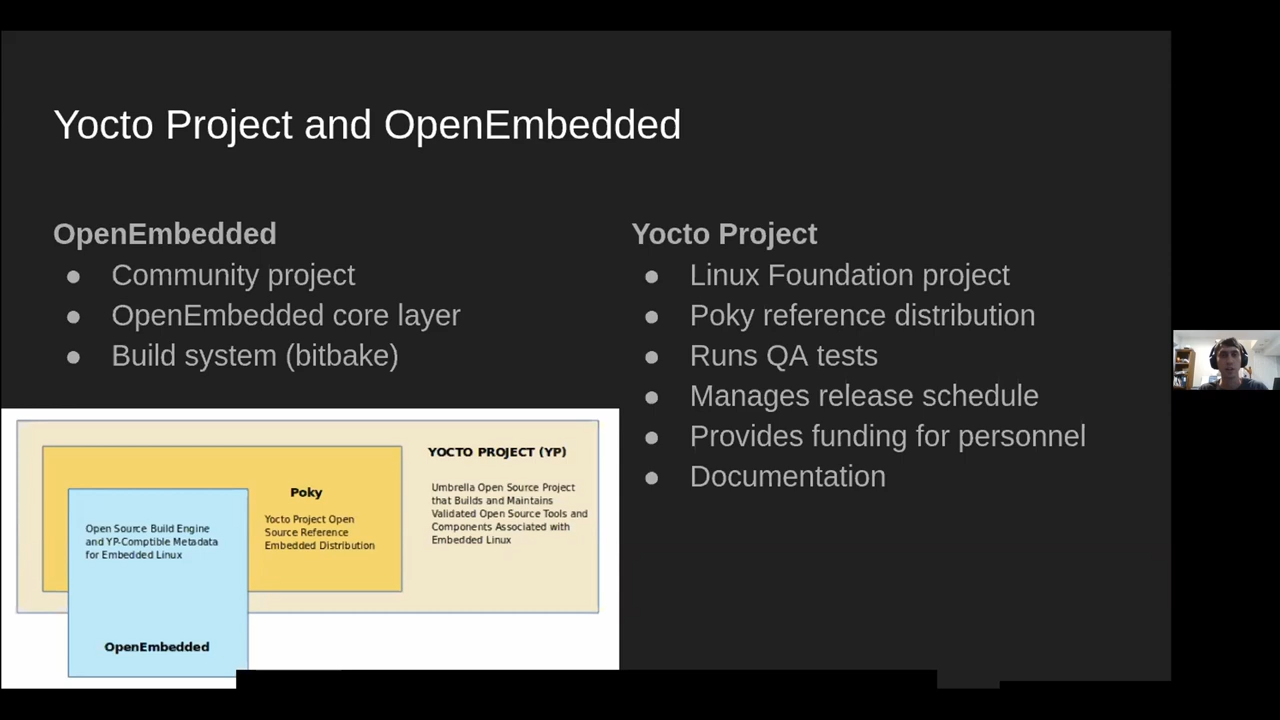 Yocto Project and OpenEmbedded
OpenEmbedded
● Community project
● OpenEmbedded core layer
● Build system (bitbake)
Yocto Project
● Linux Foundation project
● Poky reference distribution
● Runs QA tests
● Manages release schedule
● Provides funding for personnel
● Documentation
YOCTO PROJECT (YP)
Umbrella Open Source Project
that Builds and Maintains
Validated Open Source Tools and
Components Associated with
Embedded Linux
Poky
Yocto Project Open
Source Reference
Embedded Distribution
Open Source Build Engine
and YP-Comptible Metadata
for Embedded Linux
OpenEmbedded